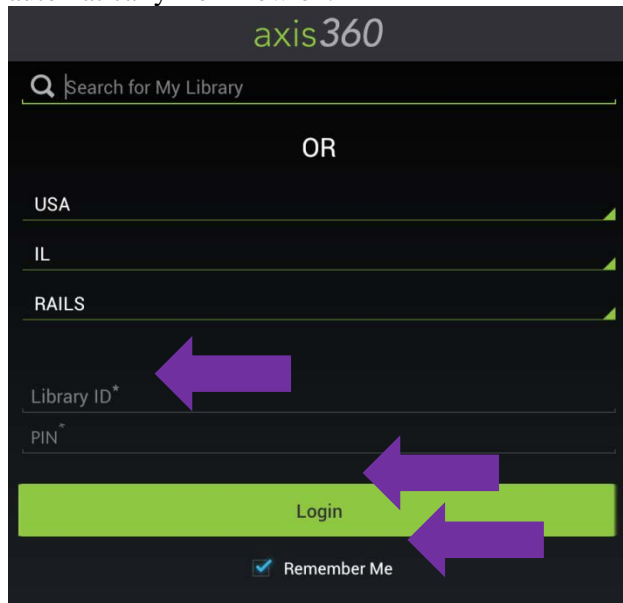 axis360
Search for My Library
OR
USA
IL
RAILS
Library ID*
PIN*
Login
Remember Me